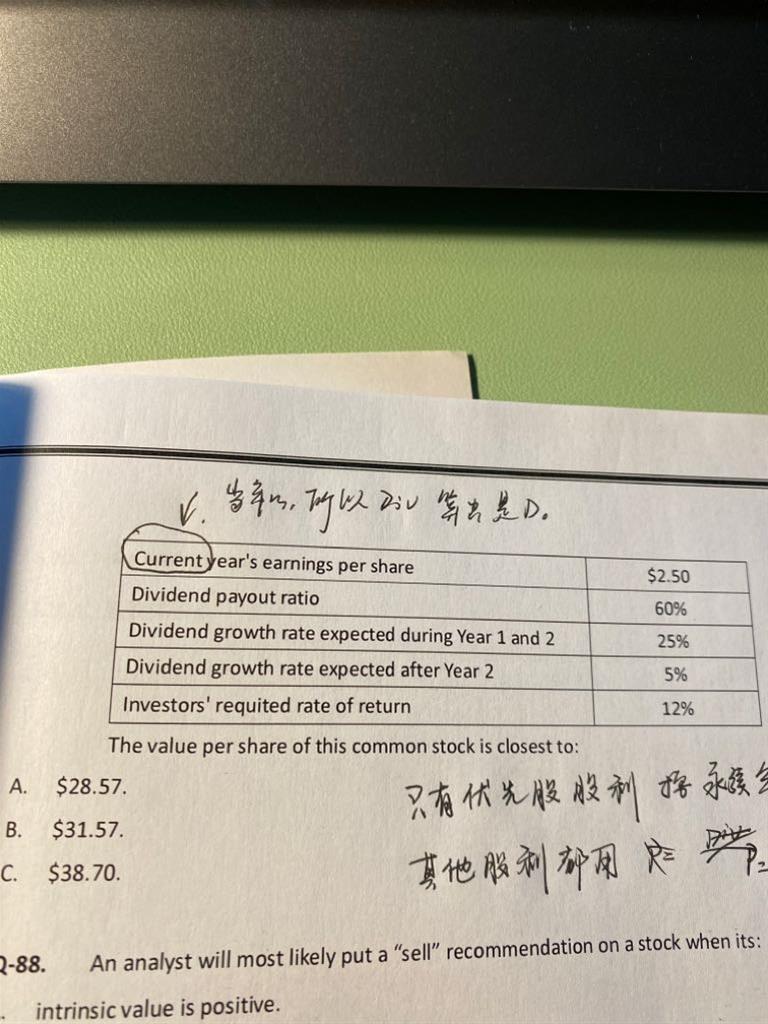 当年的，所以 Div 算出是D。
Current year's earnings per share $2.50
Dividend payout ratio 60%
Dividend growth rate expected during Year 1 and 2 25%
Dividend growth rate expected after Year 2 5%
Investors' requited rate of return 12%
The value per share of this common stock is closest to:
A. $28.57.
B. $31.57.
C. $38.70.
只有优先股股利 永续
其他股利都用
Q-88. An analyst will most likely put a “sell” recommendation on a stock when its:
intrinsic value is positive.